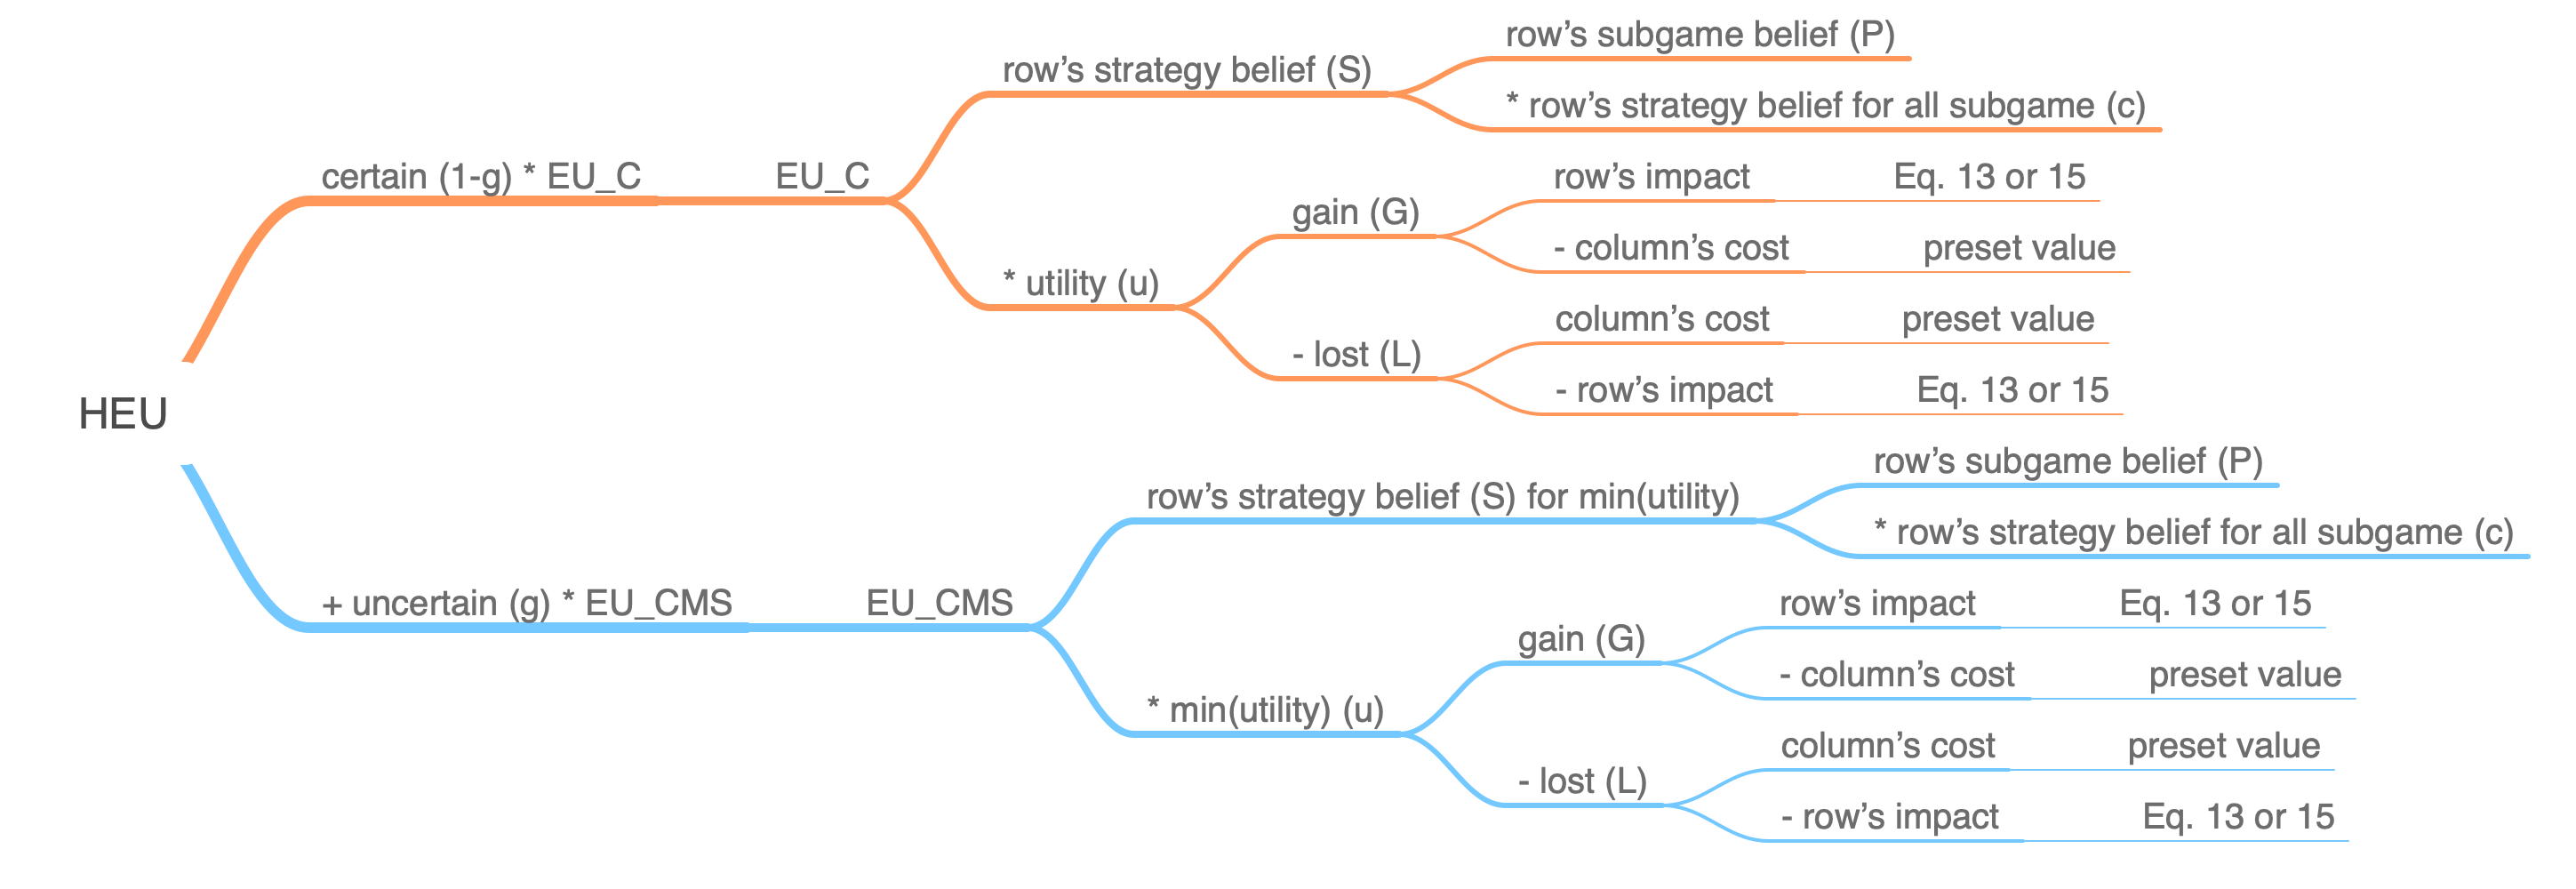 HEU
certain (1-g) * EU_C
EU_C
row’s strategy belief (S)
row’s subgame belief (P)
* row’s strategy belief for all subgame (c)
* utility (u)
gain (G)
row’s impact
Eq. 13 or 15
- column’s cost
preset value
- lost (L)
column’s cost
preset value
- row’s impact
Eq. 13 or 15
+ uncertain (g) * EU_CMS
EU_CMS
row’s strategy belief (S) for min(utility)
row’s subgame belief (P)
* row’s strategy belief for all subgame (c)
* min(utility) (u)
gain (G)
row’s impact
Eq. 13 or 15
- column’s cost
preset value
- lost (L)
column’s cost
preset value
- row’s impact
Eq. 13 or 15